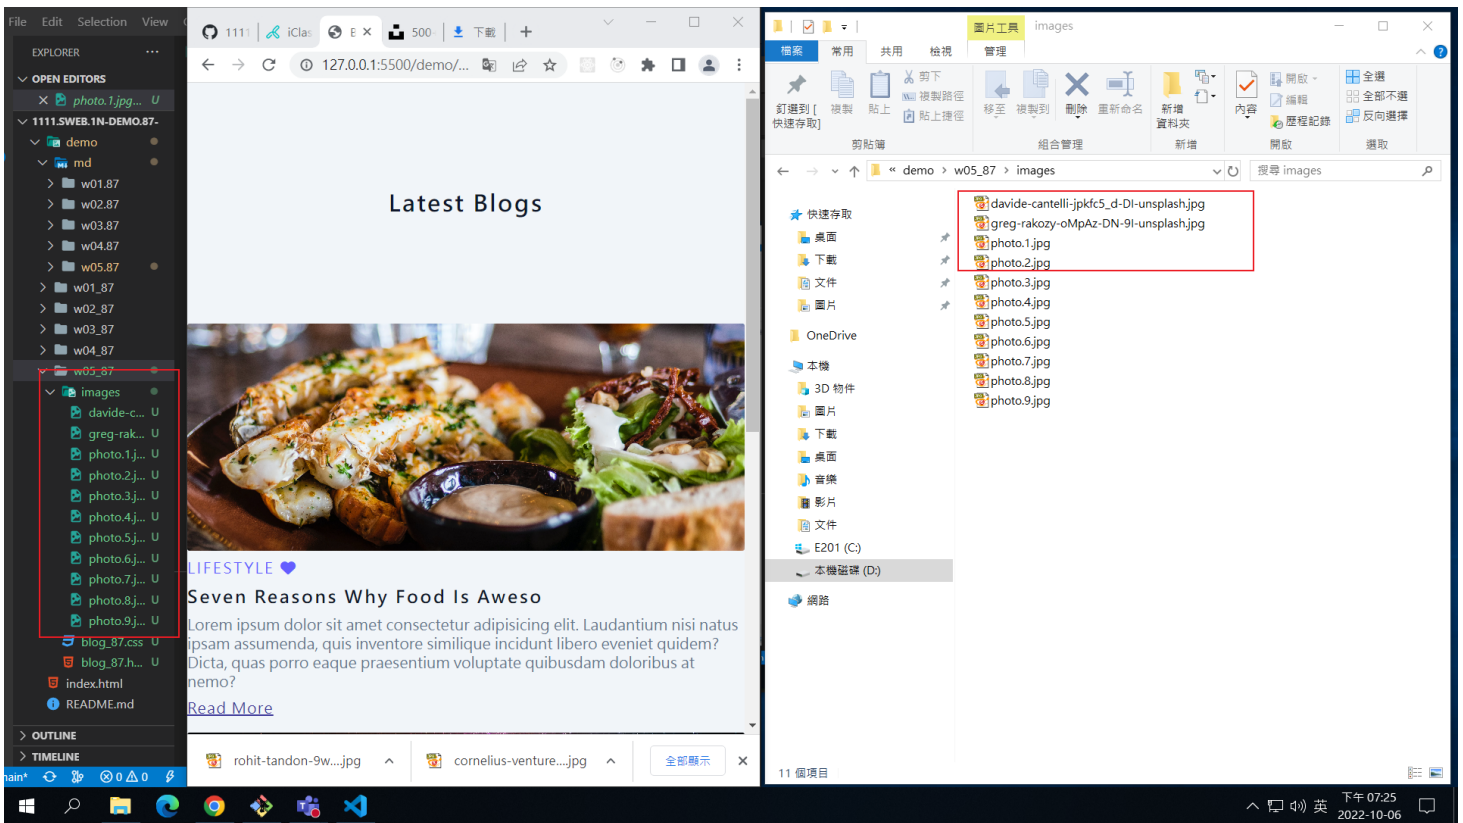 File Edit Selection View
EXPLORER
OPEN EDITORS
photo.1.jpg... U
1111.SWEB.1N-DEMO.87-
demo
md
w01.87
w02.87
w03.87
w04.87
w05.87
w01_87
w02_87
w03_87
w04_87
w05_87
images
davide-c... U
greg-rak... U
photo.1.j... U
photo.2.j... U
photo.3.j... U
photo.4.j... U
photo.5.j... U
photo.6.j... U
photo.7.j... U
photo.8.j... U
photo.9.j... U
blog_87.css U
blog_87.h... U
index.html
README.md
OUTLINE
TIMELINE
main* 0 0
1111 iClas B 500 下載
127.0.0.1:5500/demo/...
Latest Blogs
LIFESTYLE
Seven Reasons Why Food Is Aweso
Lorem ipsum dolor sit amet consectetur adipisicing elit. Laudantium nisi natus
ipsam assumenda, quis inventore similique incidunt libero eveniet quidem?
Dicta, quas porro eaque praesentium voluptate quibusdam doloribus at
nemo?
Read More
rohit-tandon-9w....jpg
cornelius-venture....jpg
全部顯示
圖片工具 images
檔案 常用 共用 檢視 管理
釘選到 [
快速存取]
複製
貼上
剪下
複製路徑
貼上捷徑
剪貼簿
移至 複製到 刪除 重新命名
組合管理
新增
資料夾
新增
內容
開啟
編輯
歷程記錄
開啟
全選
全部不選
反向選擇
選取
« demo w05_87 images
搜尋 images
快速存取
桌面
下載
文件
圖片
OneDrive
本機
3D 物件
圖片
下載
桌面
音樂
影片
文件
E201 (C:)
本機磁碟 (D:)
網路
davide-cantelli-jpkfc5_d-DI-unsplash.jpg
greg-rakozy-oMpAz-DN-9I-unsplash.jpg
photo.1.jpg
photo.2.jpg
photo.3.jpg
photo.4.jpg
photo.5.jpg
photo.6.jpg
photo.7.jpg
photo.8.jpg
photo.9.jpg
11 個項目
英
下午 07:25
2022-10-06